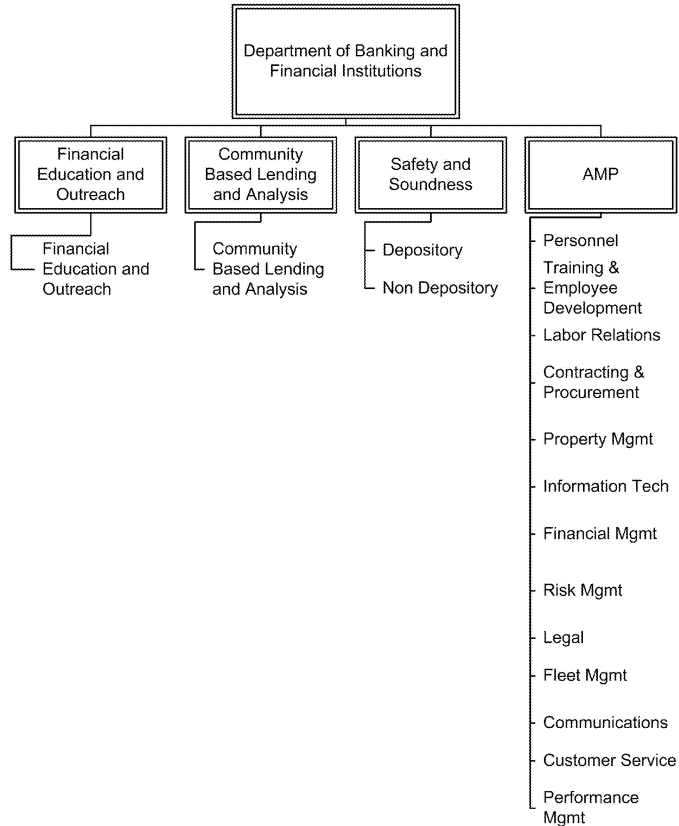 Department of Banking and
Financial Institutions
Financial
Education and
Outreach
Community
Based Lending
and Analysis
Safety and
Soundness
AMP
Financial
Education and
Outreach
Community
Based Lending
and Analysis
Depository
Non Depository
Personnel
Training &
Employee
Development
Labor Relations
Contracting &
Procurement
Property Mgmt
Information Tech
Financial Mgmt
Risk Mgmt
Legal
Fleet Mgmt
Communications
Customer Service
Performance
Mgmt